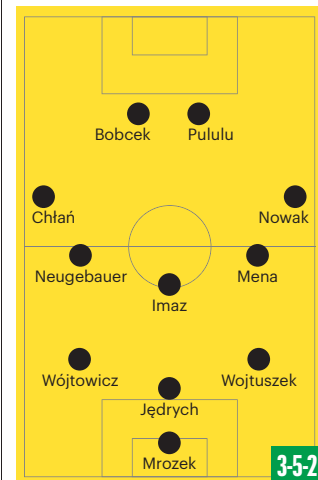 Bobcek Pululu
Chłań Nowak
Neugebauer Mena
Imaz
Wójtowicz Wojtuszek
Jędrych
Mrozek
3-5-2